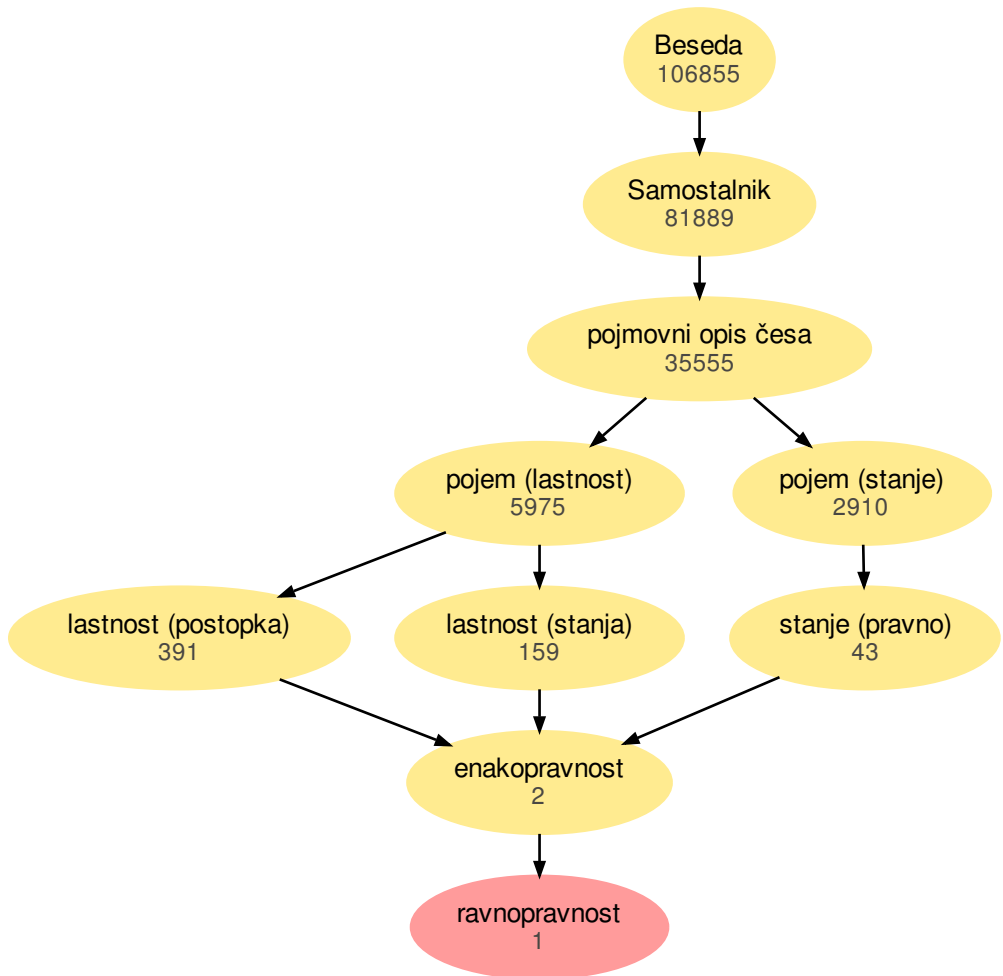 Beseda
106855
Samostalnik
81889
pojmovni opis česa
35555
pojem (lastnost)
5975
pojem (stanje)
2910
lastnost (postopka)
391
lastnost (stanja)
159
stanje (pravno)
43
enakopravnost
2
ravnopravnost
1